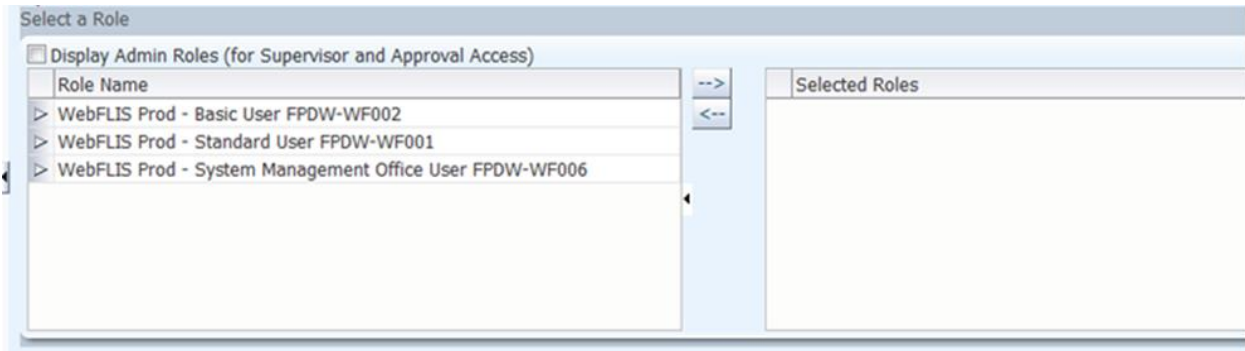 Select a Role
Display Admin Roles (for Supervisor and Approval Access)
Role Name
WebFLIS Prod - Basic User FPDW-WF002
WebFLIS Prod - Standard User FPDW-WF001
WebFLIS Prod - System Management Office User FPDW-WF006
-->
<--
Selected Roles